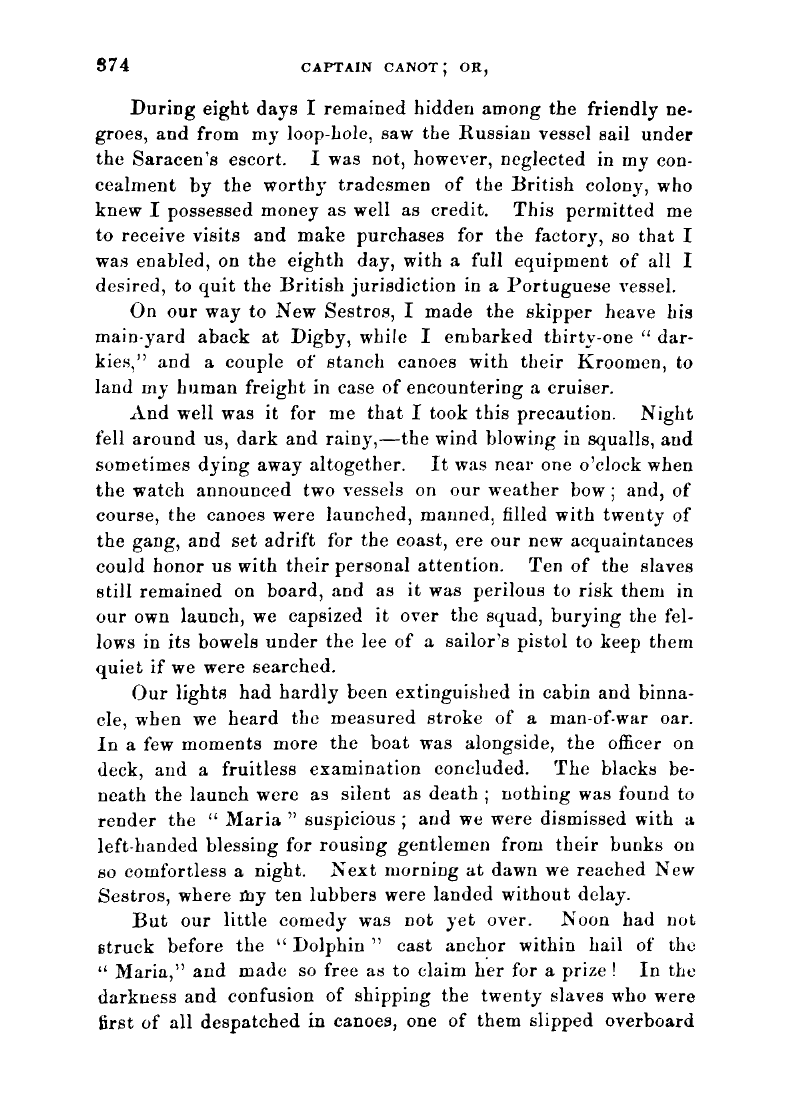 374 CAPTAIN CANOT; OR,
During eight days I remained hidden among the friendly ne-
groes, and from my loop-hole, saw the Russian vessel sail under
the Saracen's escort. I was not, however, neglected in my con-
cealment by the worthy tradesmen of the British colony, who
knew I possessed money as well as credit. This permitted me
to receive visits and make purchases for the factory, so that I
was enabled, on the eighth day, with a full equipment of all I
desired, to quit the British jurisdiction in a Portuguese vessel.
On our way to New Sestros, I made the skipper heave his
main-yard aback at Digby, while I embarked thirty-one “ dar-
kies,” and a couple of stanch canoes with their Kroomen, to
land my human freight in case of encountering a cruiser.
And well was it for me that I took this precaution. Night
fell around us, dark and rainy,—the wind blowing in squalls, and
sometimes dying away altogether. It was near one o'clock when
the watch announced two vessels on our weather bow; and, of
course, the canoes were launched, manned, filled with twenty of
the gang, and set adrift for the coast, ere our new acquaintances
could honor us with their personal attention. Ten of the slaves
still remained on board, and as it was perilous to risk them in
our own launch, we capsized it over the squad, burying the fel-
lows in its bowels under the lee of a sailor's pistol to keep them
quiet if we were searched.
Our lights had hardly been extinguished in cabin and binna-
cle, when we heard the measured stroke of a man-of-war oar.
In a few moments more the boat was alongside, the officer on
deck, and a fruitless examination concluded. The blacks be-
neath the launch were as silent as death; nothing was found to
render the “ Maria ” suspicious; and we were dismissed with a
left-handed blessing for rousing gentlemen from their bunks on
so comfortless a night. Next morning at dawn we reached New
Sestros, where my ten lubbers were landed without delay.
But our little comedy was not yet over. Noon had not
struck before the “ Dolphin ” cast anchor within hail of the
“ Maria,” and made so free as to claim her for a prize! In the
darkness and confusion of shipping the twenty slaves who were
first of all despatched in canoes, one of them slipped overboard